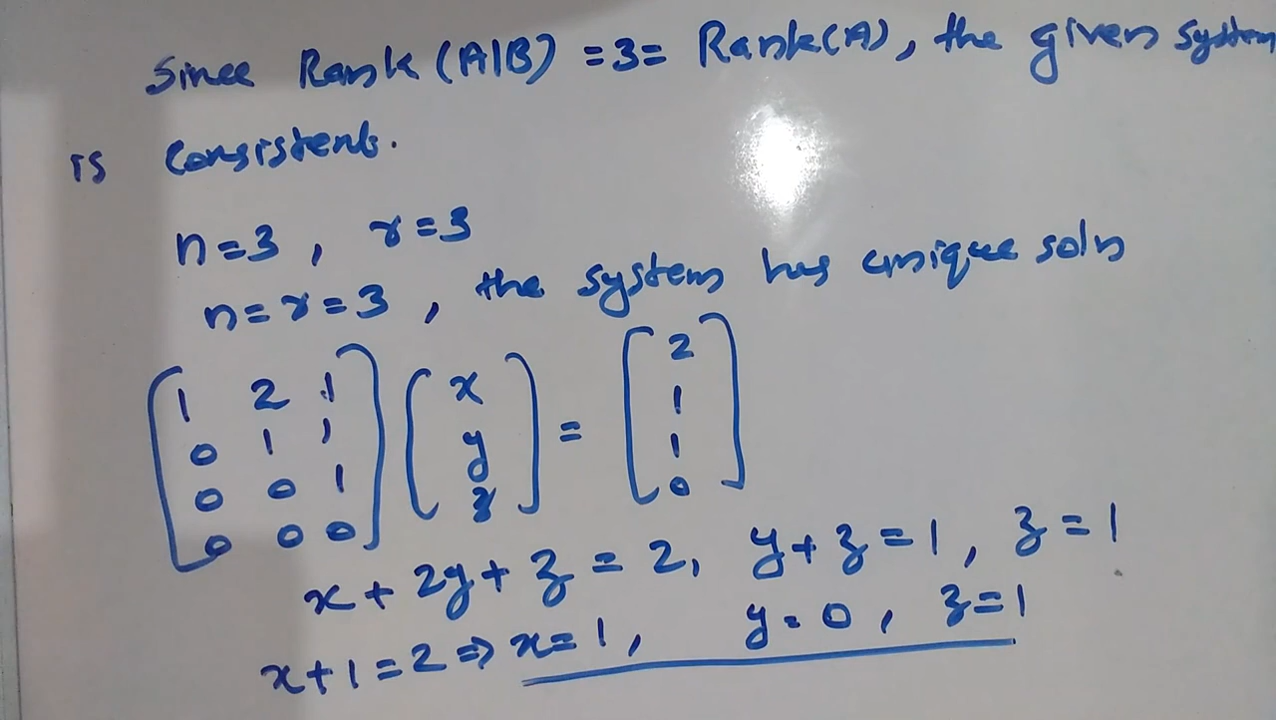 Since Rank (A|B) = 3 = Rank(A), the given system
is consistent.
n=3, r=3
n=r=3, the system has unique soln
[1 2 1] [x] = [2]
[0 1 1] [y] [1]
[0 0 1] [z] [1]
[0 0 0] [0]
x + 2y + z = 2, y + z = 1, z = 1
x + 1 = 2 ⇒ x = 1, y = 0, z = 1